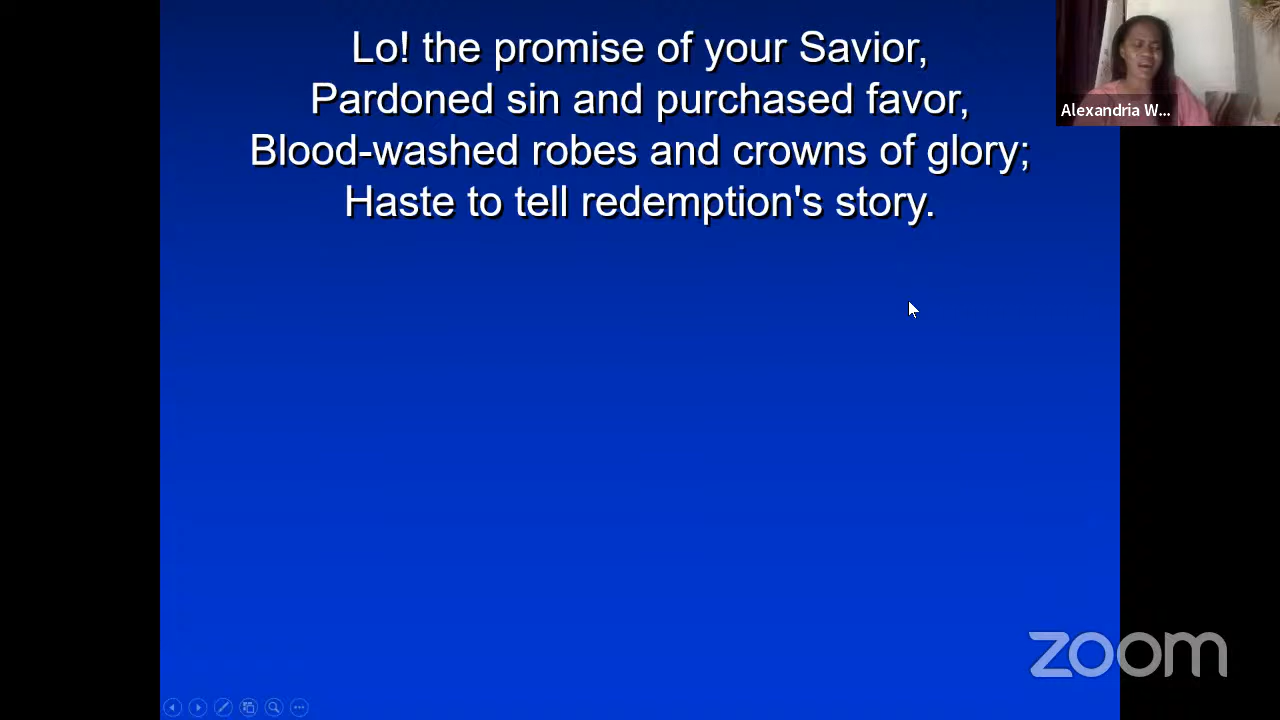 Lo! the promise of your Savior,
Pardoned sin and purchased favor,
Blood-washed robes and crowns of glory;
Haste to tell redemption's story.
Alexandria W...
zoom